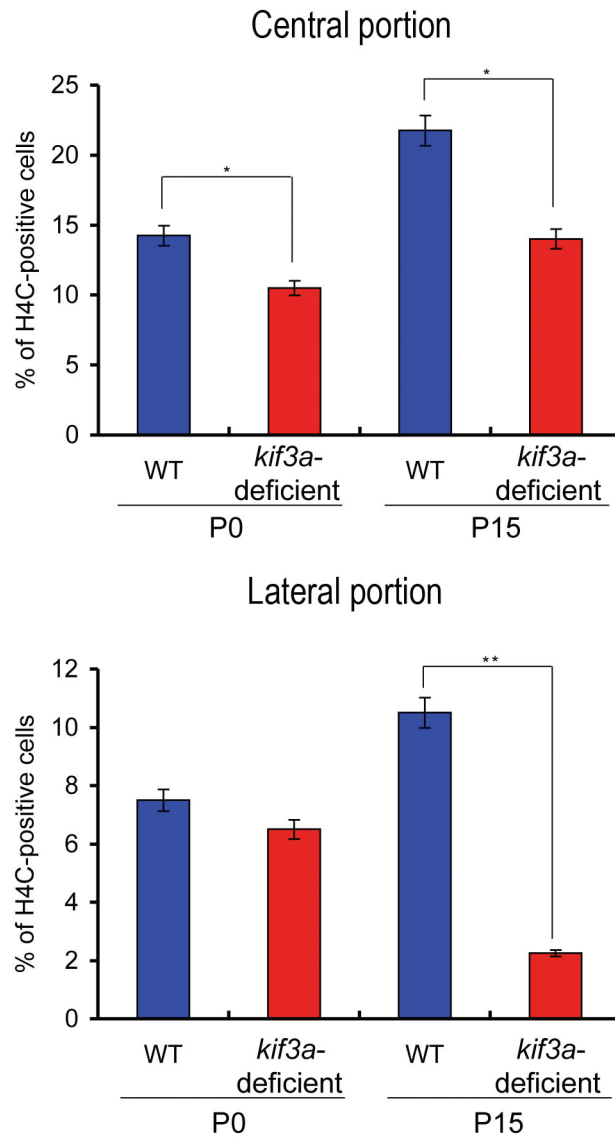 Central portion
% of H4C-positive cells
25
20
15
10
5
0
*
*
WT
kif3a-
deficient
WT
kif3a-
deficient
P0
P15
Lateral portion
% of H4C-positive cells
12
10
8
6
4
2
0
**
WT
kif3a-
deficient
WT
kif3a-
deficient
P0
P15